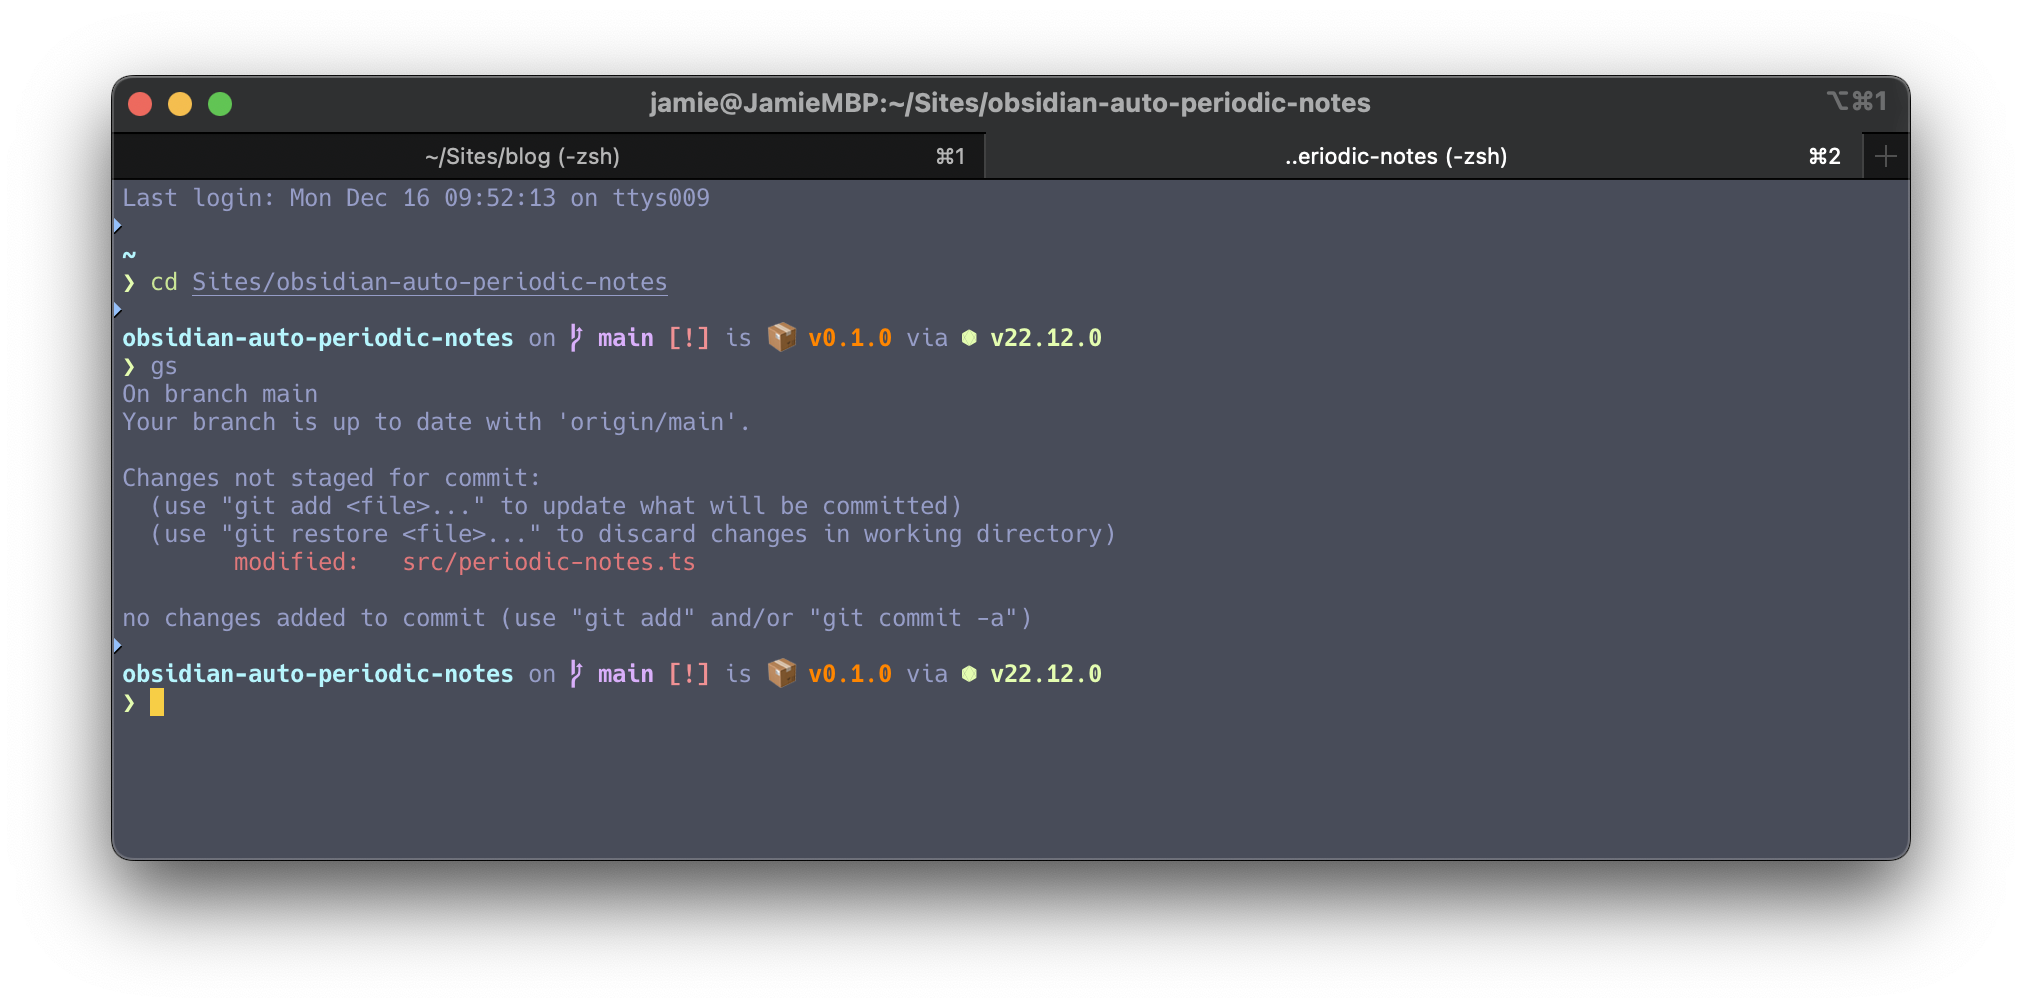 jamie@JamieMBP:~/Sites/obsidian-auto-periodic-notes ⌥⌘1
~/Sites/blog (-zsh) ⌘1 ..eriodic-notes (-zsh) ⌘2
Last login: Mon Dec 16 09:52:13 on ttys009
~
❯ cd Sites/obsidian-auto-periodic-notes
obsidian-auto-periodic-notes on main [!] is 📦 v0.1.0 via ⬢ v22.12.0
❯ gs
On branch main
Your branch is up to date with 'origin/main'.
Changes not staged for commit:
  (use "git add <file>..." to update what will be committed)
  (use "git restore <file>..." to discard changes in working directory)
        modified:   src/periodic-notes.ts
no changes added to commit (use "git add" and/or "git commit -a")
obsidian-auto-periodic-notes on main [!] is 📦 v0.1.0 via ⬢ v22.12.0
❯